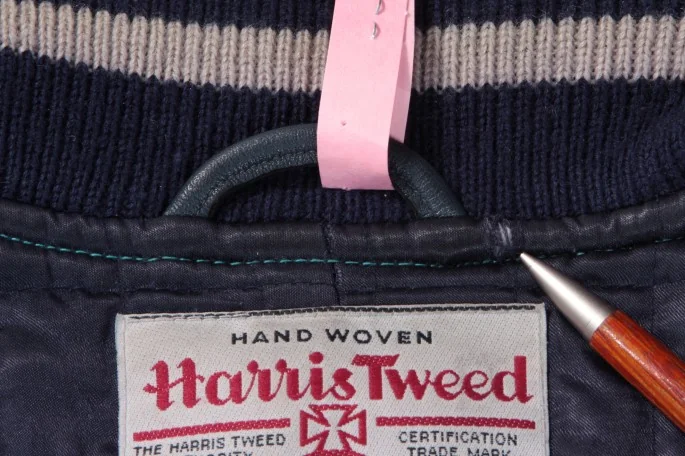 HAND WOVEN
Harris Tweed
THE HARRIS TWEED
CERTIFICATION
TRADE MARK